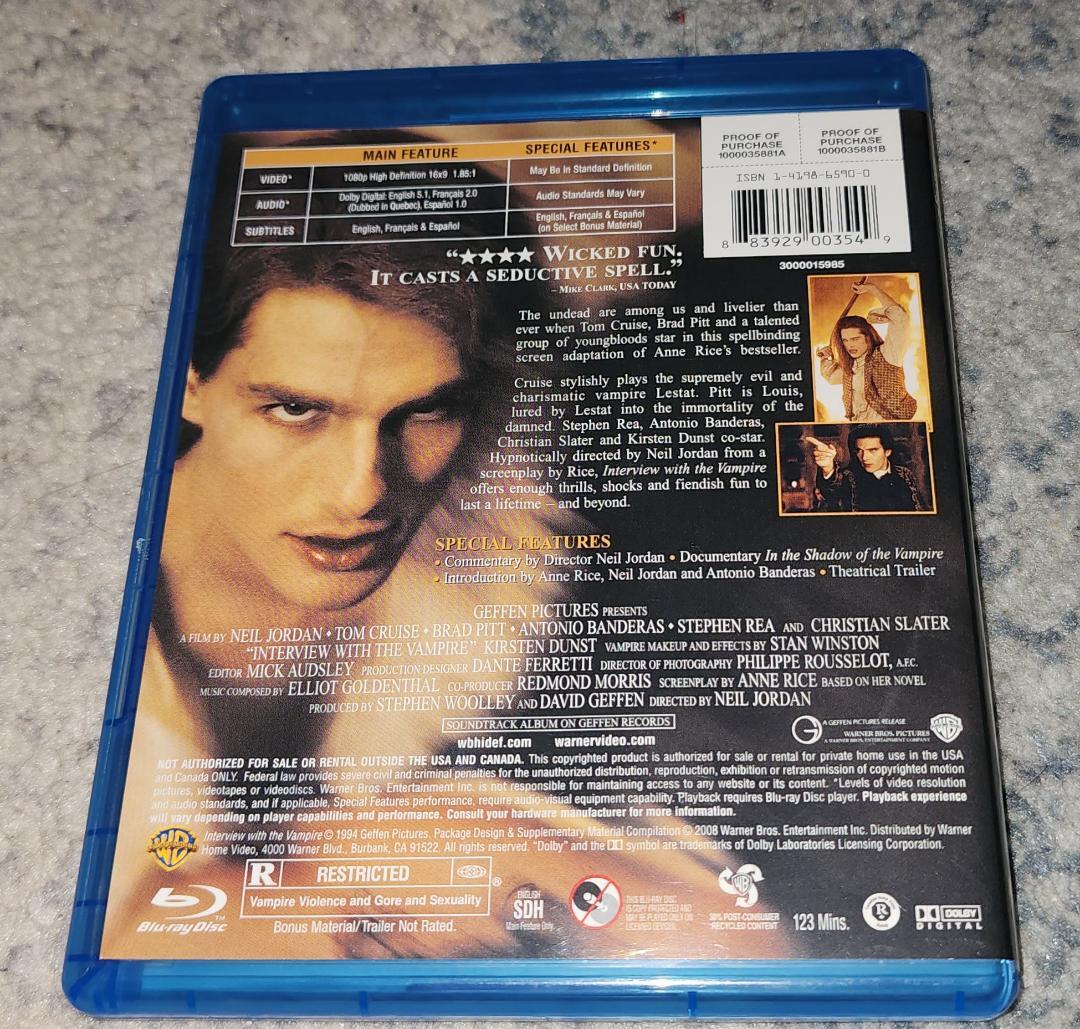 MAIN FEATURE SPECIAL FEATURES*
VIDEO* 1080p High Definition 16x9 1.85:1 May Be in Standard Definition
AUDIO* Dolby Digital: English 5.1, Français 2.0 (Dubbed in Quebec), Español 1.0 Audio Standards May Vary
SUBTITLES English, Français & Español English, Français & Español (on Select Bonus Material)
PROOF OF PURCHASE 1000035881A
PROOF OF PURCHASE 1000035881B
ISBN 1-4198-6590-0
8 83929 00354 9
3000015985
“★★★★ WICKED FUN.
IT CASTS A SEDUCTIVE SPELL.”
– MIKE CLARK, USA TODAY
The undead are among us and livelier than
ever when Tom Cruise, Brad Pitt and a talented
group of youngbloods star in this spellbinding
screen adaptation of Anne Rice's bestseller.
Cruise stylishly plays the supremely evil and
charismatic vampire Lestat. Pitt is Louis,
lured by Lestat into the immortality of the
damned. Stephen Rea, Antonio Banderas,
Christian Slater and Kirsten Dunst co-star.
Hypnotically directed by Neil Jordan from a
screenplay by Rice, Interview with the Vampire
offers enough thrills, shocks and fiendish fun to
last a lifetime – and beyond.
SPECIAL FEATURES
• Commentary by Director Neil Jordan • Documentary In the Shadow of the Vampire
• Introduction by Anne Rice, Neil Jordan and Antonio Banderas • Theatrical Trailer
GEFFEN PICTURES PRESENTS
A FILM BY NEIL JORDAN • TOM CRUISE • BRAD PITT • ANTONIO BANDERAS • STEPHEN REA AND CHRISTIAN SLATER
“INTERVIEW WITH THE VAMPIRE” KIRSTEN DUNST VAMPIRE MAKEUP AND EFFECTS BY STAN WINSTON
EDITOR MICK AUDSLEY PRODUCTION DESIGNER DANTE FERRETTI DIRECTOR OF PHOTOGRAPHY PHILIPPE ROUSSELOT, A.F.C.
MUSIC COMPOSED BY ELLIOT GOLDENTHAL CO-PRODUCER REDMOND MORRIS SCREENPLAY BY ANNE RICE BASED ON HER NOVEL
PRODUCED BY STEPHEN WOOLLEY AND DAVID GEFFEN DIRECTED BY NEIL JORDAN
SOUNDTRACK ALBUM ON GEFFEN RECORDS
wbhidef.com warnervideo.com
A GEFFEN PICTURES RELEASE
WARNER BROS. PICTURES
A WARNER BROS. ENTERTAINMENT COMPANY
NOT AUTHORIZED FOR SALE OR RENTAL OUTSIDE THE USA AND CANADA. This copyrighted product is authorized for sale or rental for private home use in the USA
and Canada ONLY. Federal law provides severe civil and criminal penalties for the unauthorized distribution, reproduction, exhibition or retransmission of copyrighted motion
pictures, videotapes or videodiscs. Warner Bros. Entertainment Inc. is not responsible for maintaining access to any website or its content. *Levels of video resolution
and audio standards, and if applicable, Special Features performance, require audio-visual equipment capability. Playback requires Blu-ray Disc player. Playback experience
will vary depending on player capabilities and performance. Consult your hardware manufacturer for more information.
Interview with the Vampire © 1994 Geffen Pictures. Package Design & Supplementary Material Compilation © 2008 Warner Bros. Entertainment Inc. Distributed by Warner
Home Video, 4000 Warner Blvd., Burbank, CA 91522. All rights reserved. “Dolby” and the DD symbol are trademarks of Dolby Laboratories Licensing Corporation.
Blu-ray Disc™
R RESTRICTED ®
Vampire Violence and Gore and Sexuality
Bonus Material/Trailer Not Rated.
ENGLISH
SDH
Main Feature Only
THIS BLU-RAY DISC
IS COPY PROTECTED AND
MAY BE PLAYED ONLY ON
LICENSED DEVICES.
30% POST-CONSUMER
RECYCLED CONTENT
123 Mins.
R
DOLBY
DIGITAL